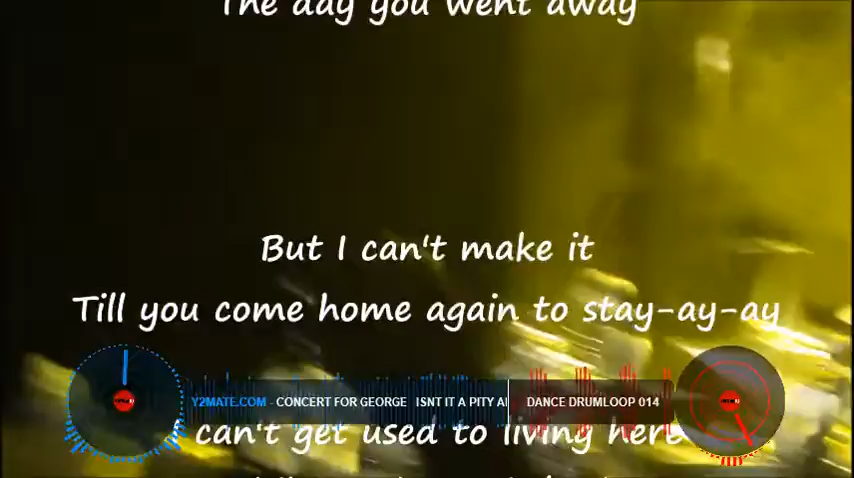 The day you went away
But I can't make it
Till you come home again to stay-ay-ay
Y2MATE.COM - CONCERT FOR GEORGE ISNT IT A PITY
DANCE DRUMLOOP 014
can't get used to living here